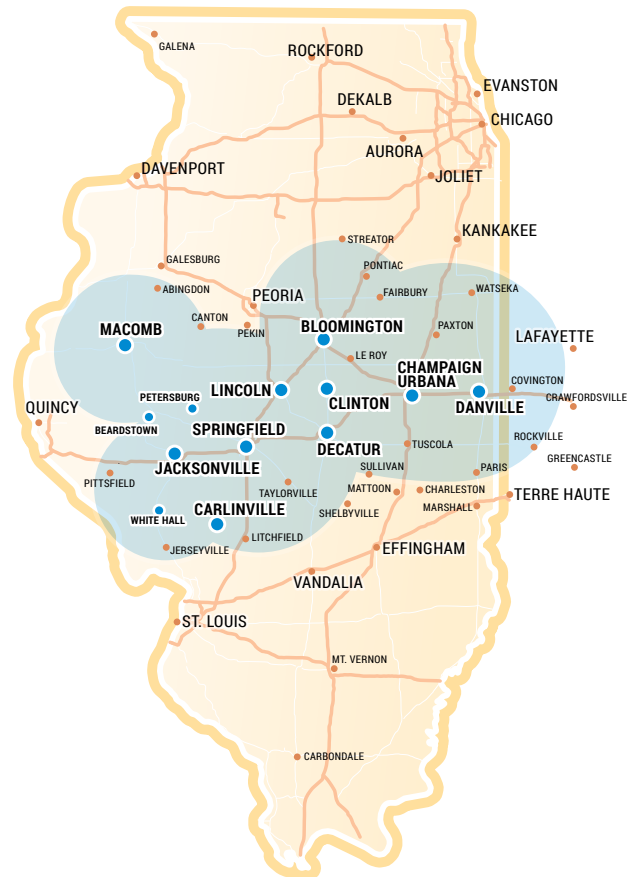 GALENA
ROCKFORD
EVANSTON
DEKALB
CHICAGO
AURORA
DAVENPORT
JOLIET
KANKAKEE
STREATOR
GALESBURG
PONTIAC
ABINGDON
PEORIA
FAIRBURY
WATSEKA
CANTON
PEKIN
MACOMB
BLOOMINGTON
PAXTON
LAFAYETTE
LE ROY
CHAMPAIGN
URBANA
LINCOLN
CLINTON
DANVILLE
COVINGTON
CRAWFORDSVILLE
PETERSBURG
QUINCY
BEARDSTOWN
SPRINGFIELD
DECATUR
TUSCOLA
ROCKVILLE
JACKSONVILLE
GREENCASTLE
PITTSFIELD
SULLIVAN
PARIS
TAYLORVILLE
MATTOON
CHARLESTON
TERRE HAUTE
WHITE HALL
CARLINVILLE
SHELBYVILLE
MARSHALL
LITCHFIELD
JERSEYVILLE
EFFINGHAM
VANDALIA
ST. LOUIS
MT. VERNON
CARBONDALE